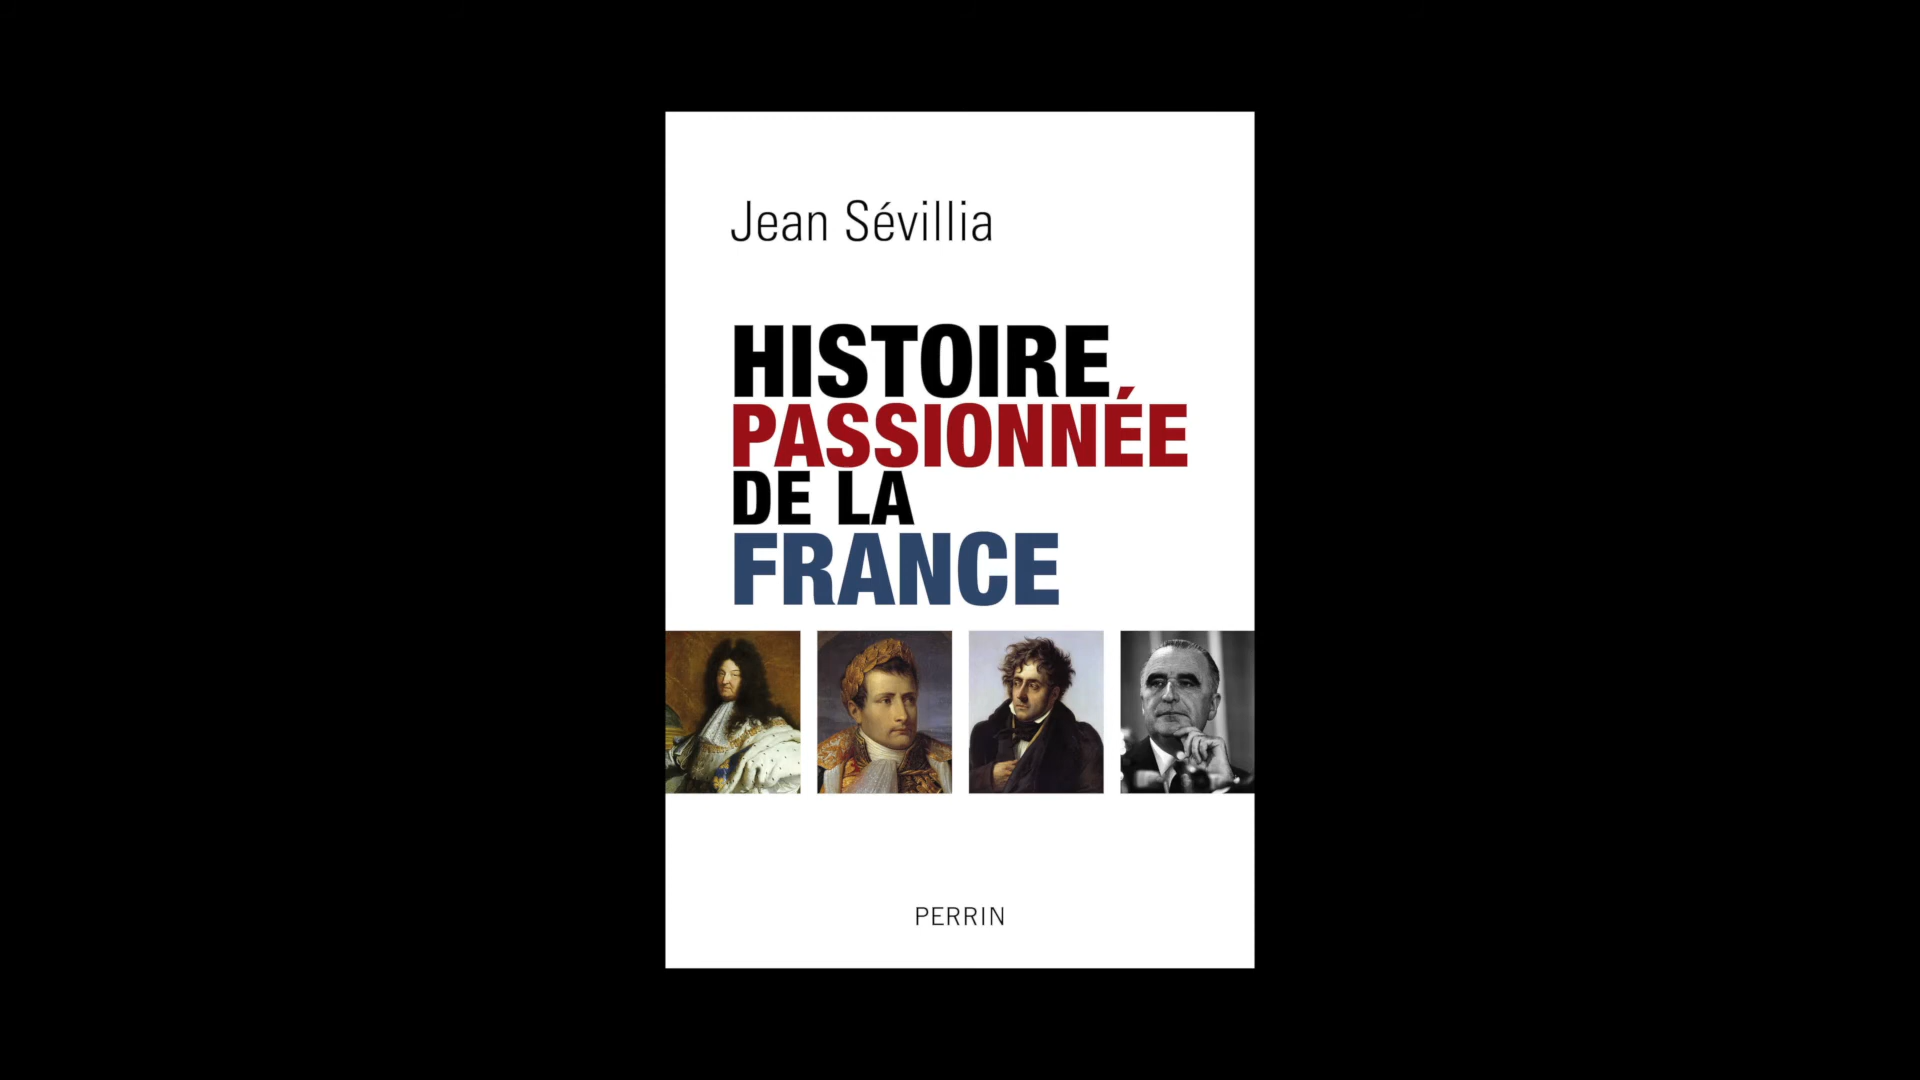 Jean Sévillia
HISTOIRE
PASSIONNÉE
DE LA
FRANCE
PERRIN